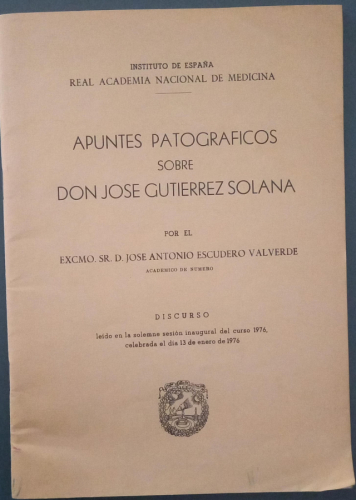 INSTITUTO DE ESPAÑA
REAL ACADEMIA NACIONAL DE MEDICINA
APUNTES PATOGRAFICOS
SOBRE
DON JOSE GUTIERREZ SOLANA
POR EL
EXCMO. SR. D. JOSE ANTONIO ESCUDERO VALVERDE
ACADEMICO DE NUMERO
DISCURSO
leído en la solemne sesión inaugural del curso 1976,
celebrada el día 13 de enero de 1976